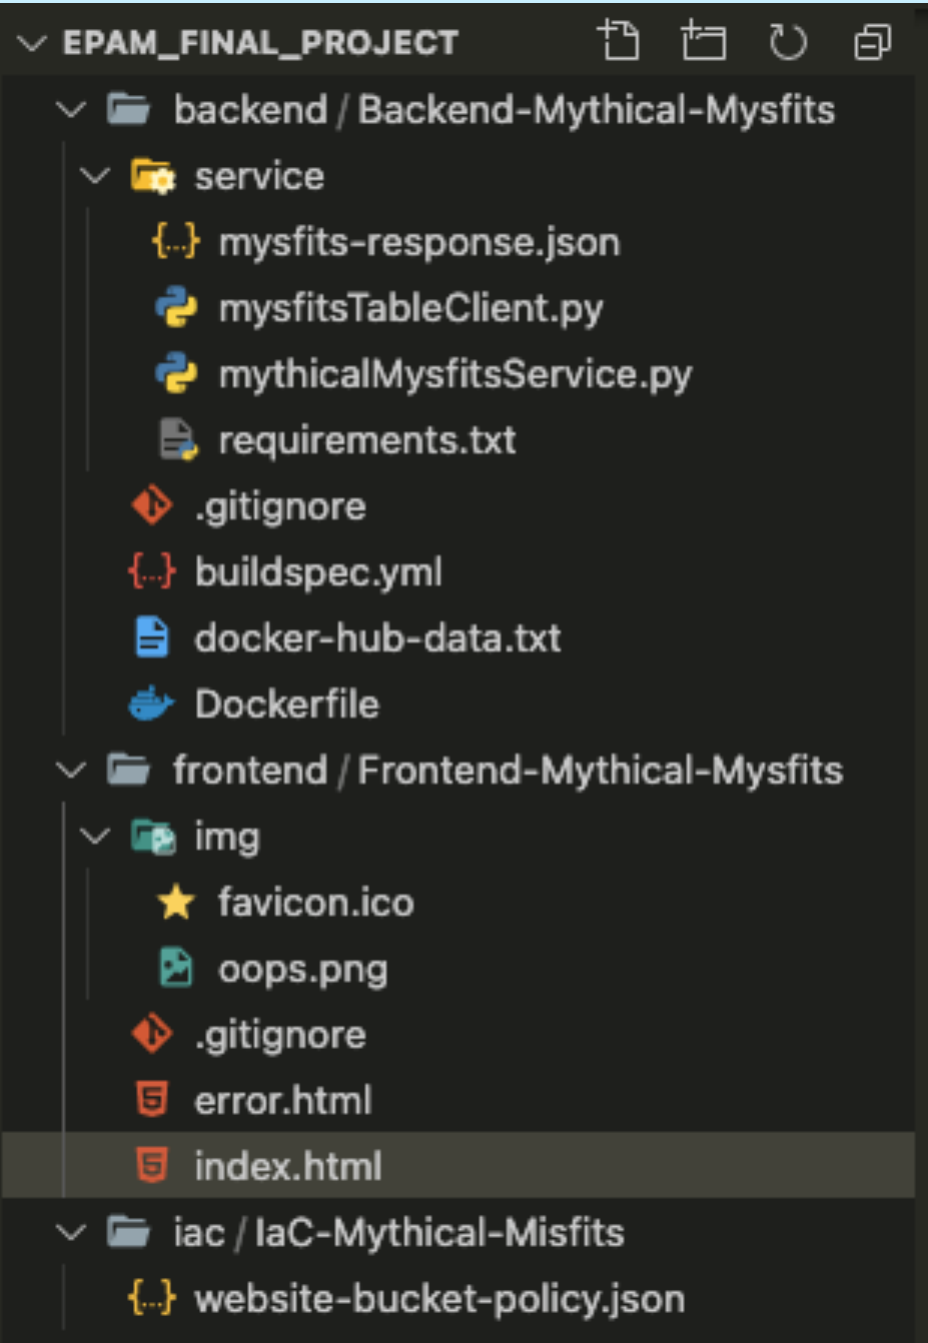 EPAM_FINAL_PROJECT
backend / Backend-Mythical-Mysfits
service
mysfits-response.json
mysfitsTableClient.py
mythicalMysfitsService.py
requirements.txt
.gitignore
buildspec.yml
docker-hub-data.txt
Dockerfile
frontend / Frontend-Mythical-Mysfits
img
favicon.ico
oops.png
.gitignore
error.html
index.html
iac / IaC-Mythical-Misfits
website-bucket-policy.json